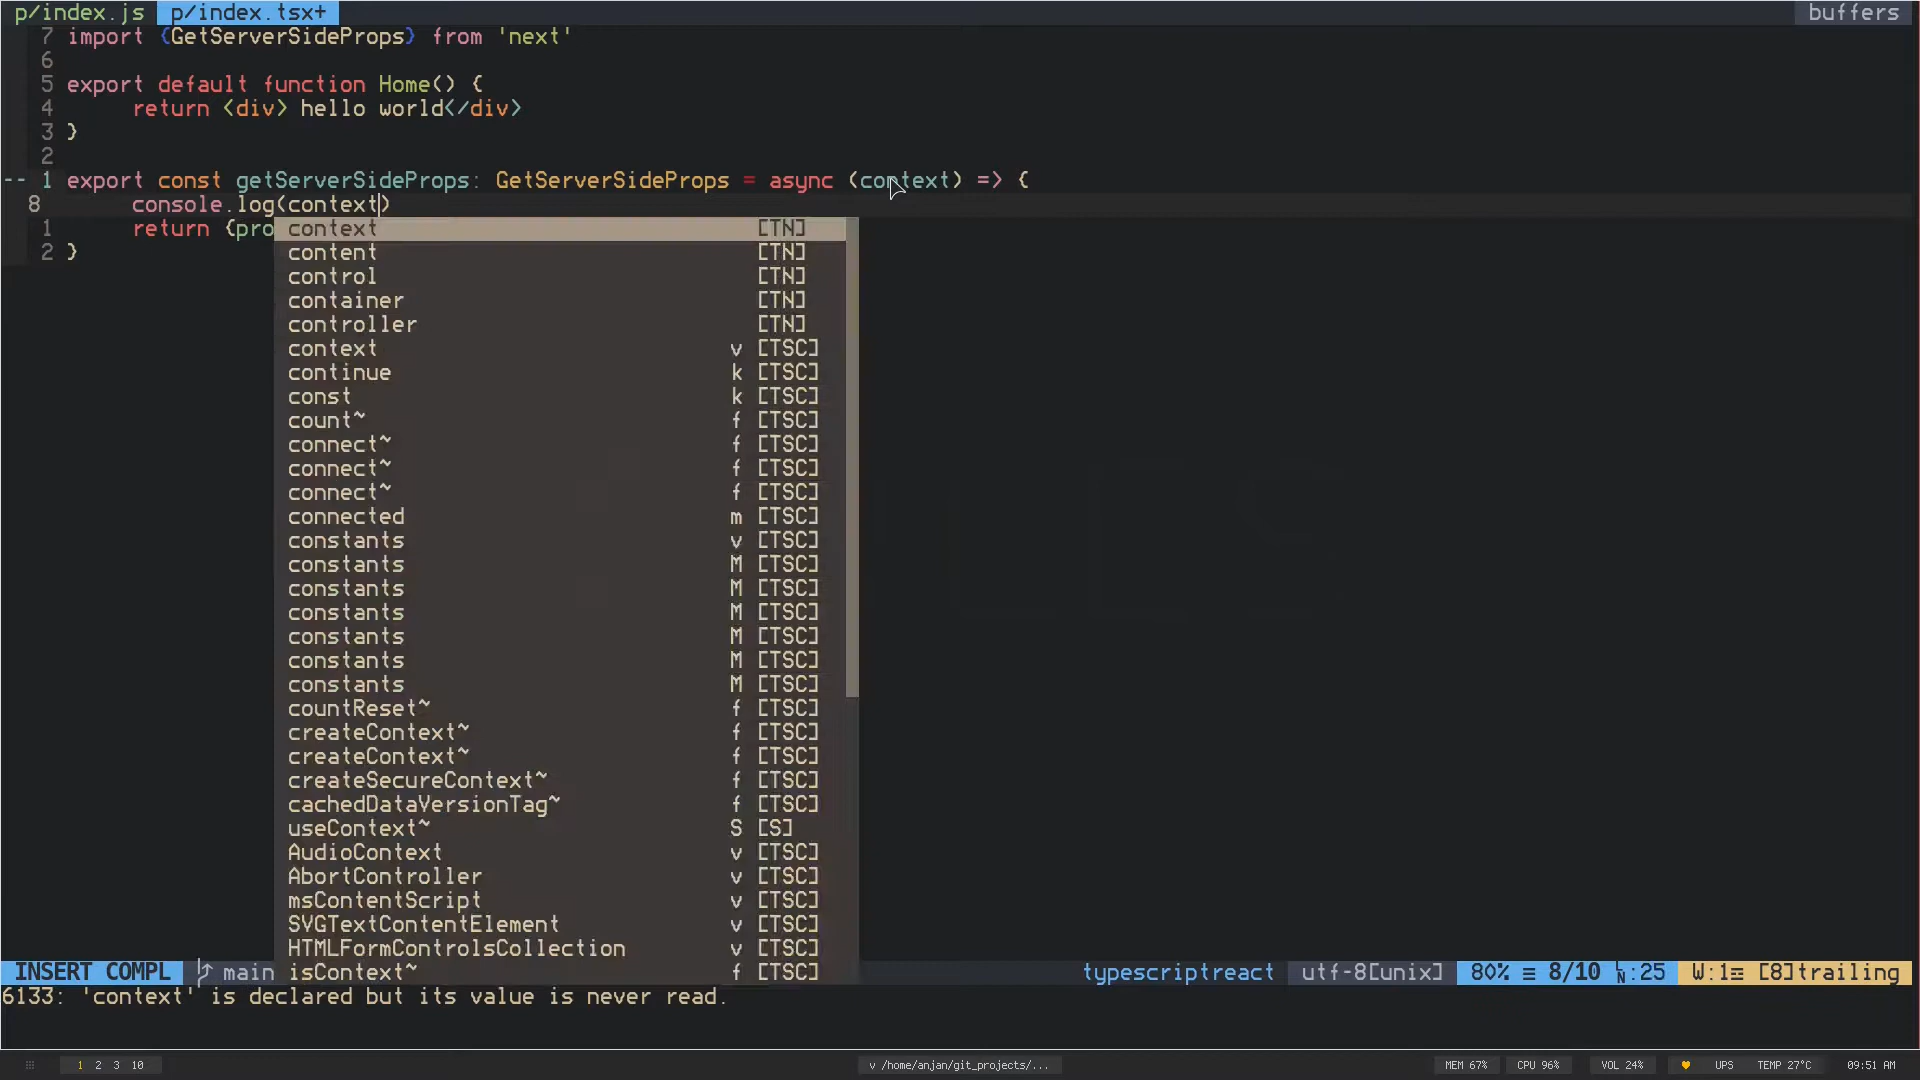 p/index.js p/index.tsx+ buffers
7 import {GetServerSideProps} from 'next'
6
5 export default function Home() {
4 return <div> hello world</div>
3 }
2
-- 1 export const getServerSideProps: GetServerSideProps = async (context) => {
8 console.log(context)
1 return {pro
2 }
context [TN]
content [TN]
control [TN]
container [TN]
controller [TN]
context v [TSC]
continue k [TSC]
const k [TSC]
count~ f [TSC]
connect~ f [TSC]
connect~ f [TSC]
connect~ f [TSC]
connected m [TSC]
constants v [TSC]
constants M [TSC]
constants M [TSC]
constants M [TSC]
constants M [TSC]
constants M [TSC]
constants M [TSC]
countReset~ f [TSC]
createContext~ f [TSC]
createContext~ f [TSC]
createSecureContext~ f [TSC]
cachedDataVersionTag~ f [TSC]
useContext~ S [S]
AudioContext v [TSC]
AbortController v [TSC]
msContentScript v [TSC]
SVGTextContentElement v [TSC]
HTMLFormControlsCollection v [TSC]
isContext~ f [TSC]
INSERT COMPL main typescriptreact utf-8[unix] 80% ≡ 8/10 ㏑:25 W:1≡ [8]trailing
6133: 'context' is declared but its value is never read.
1 2 3 10 v /home/anjan/git_projects/... MEM 67% CPU 96% VOL 24% ♥ UPS TEMP 27°C 09:51 AM